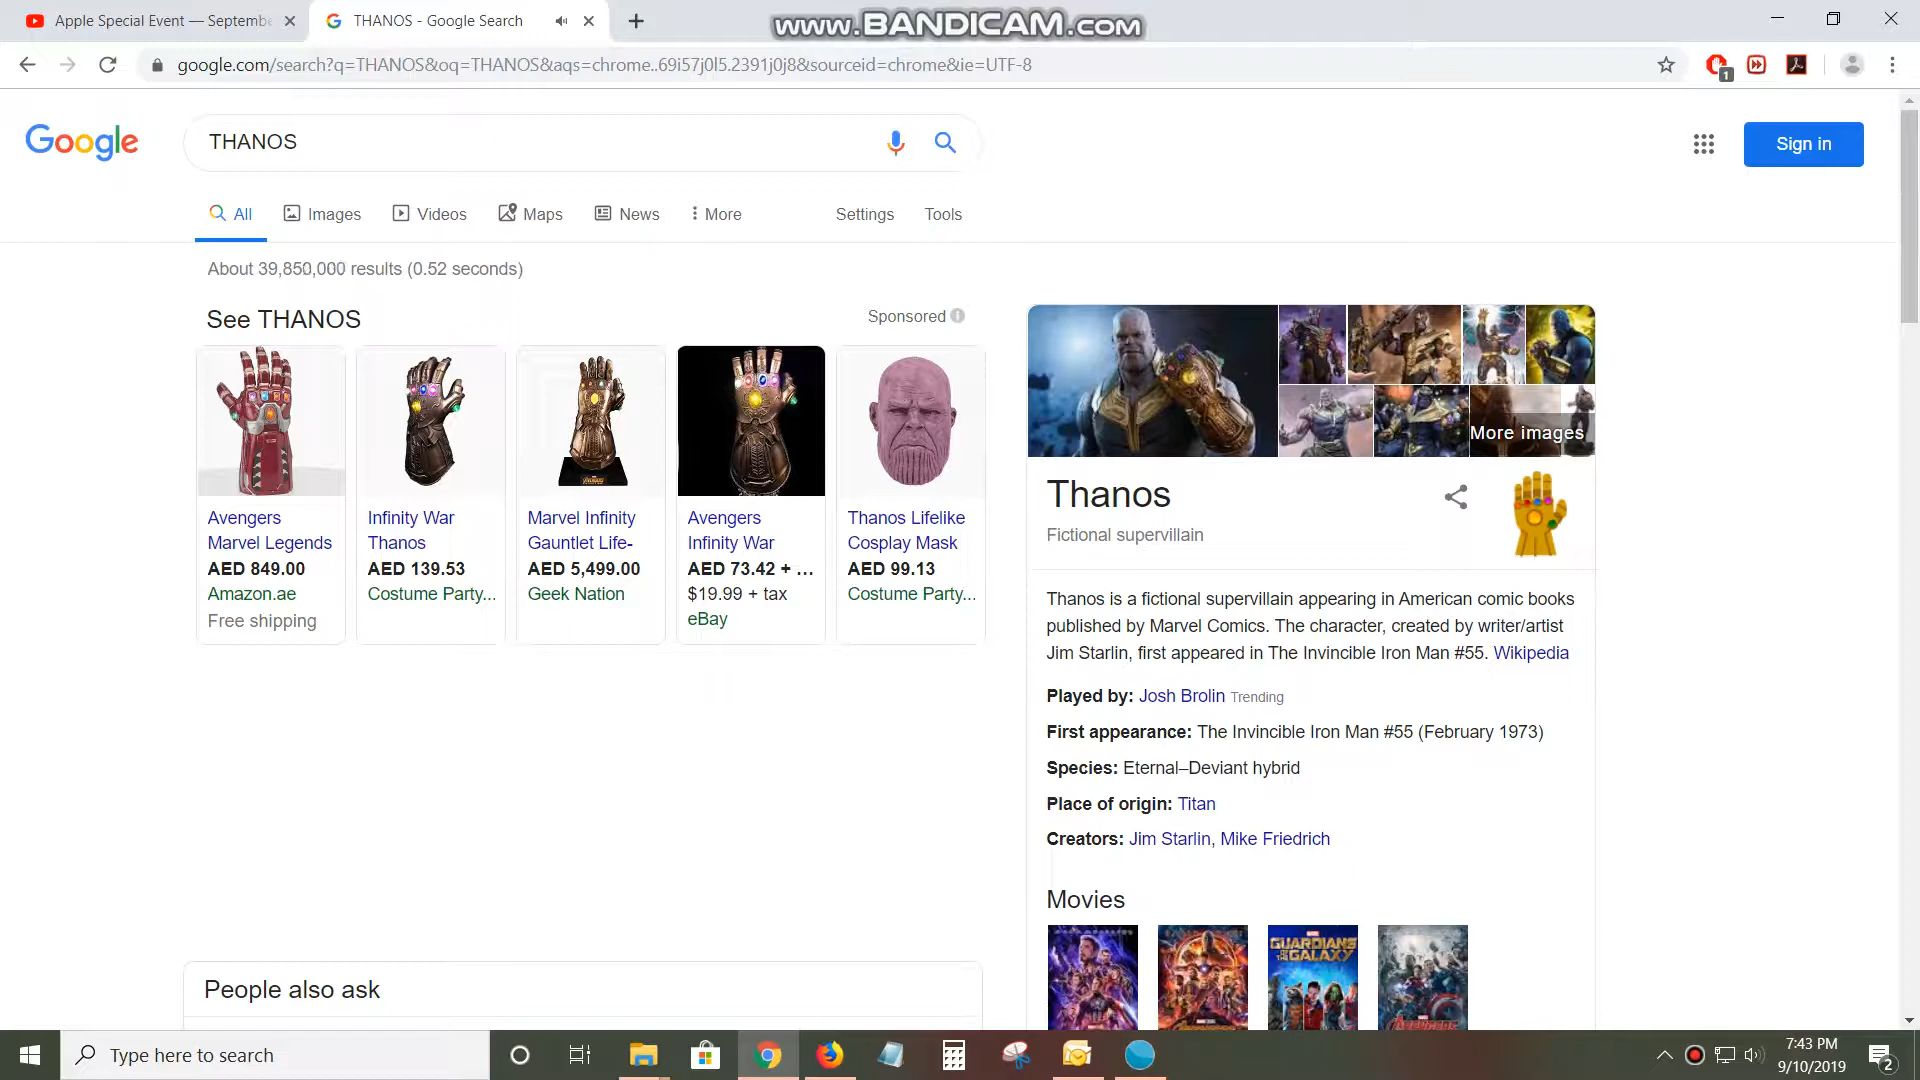 Apple Special Event — Septembe
THANOS - Google Search
www.BANDICAM.com
google.com/search?q=THANOS&oq=THANOS&aqs=chrome..69i57j0l5.2391j0j8&sourceid=chrome&ie=UTF-8
1
Google
THANOS
Sign in
All
Images
Videos
Maps
News
More
Settings
Tools
About 39,850,000 results (0.52 seconds)
See THANOS
Sponsored
Avengers
Marvel Legends
AED 849.00
Amazon.ae
Free shipping
Infinity War
Thanos
AED 139.53
Costume Party...
Marvel Infinity
Gauntlet Life-
AED 5,499.00
Geek Nation
Avengers
Infinity War
AED 73.42 + ...
$19.99 + tax
eBay
Thanos Lifelike
Cosplay Mask
AED 99.13
Costume Party...
More images
Thanos
Fictional supervillain
Thanos is a fictional supervillain appearing in American comic books
published by Marvel Comics. The character, created by writer/artist
Jim Starlin, first appeared in The Invincible Iron Man #55. Wikipedia
Played by: Josh Brolin Trending
First appearance: The Invincible Iron Man #55 (February 1973)
Species: Eternal–Deviant hybrid
Place of origin: Titan
Creators: Jim Starlin, Mike Friedrich
Movies
GUARDIANS
OF THE GALAXY
People also ask
Type here to search
7:43 PM
9/10/2019
2